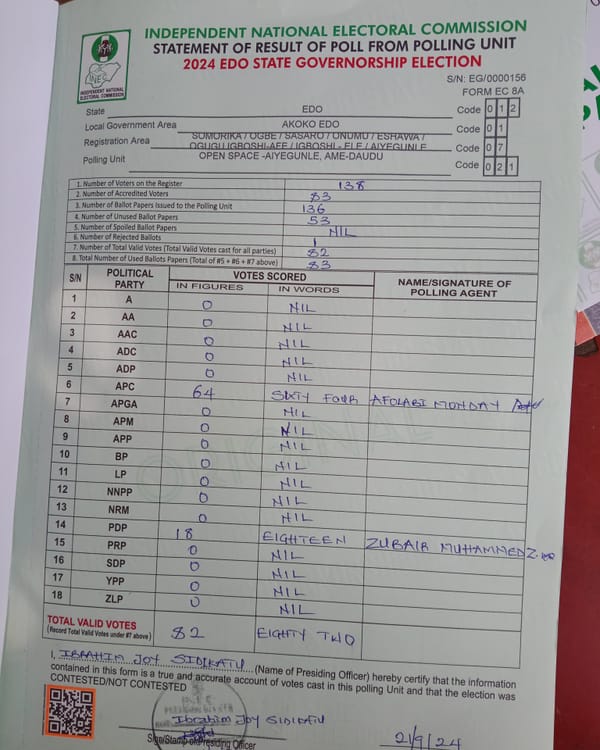 INDEPENDENT NATIONAL ELECTORAL COMMISSION
STATEMENT OF RESULT OF POLL FROM POLLING UNIT
2024 EDO STATE GOVERNORSHIP ELECTION
INEC
INDEPENDENT NATIONAL ELECTORAL COMMISSION
S/N: EG/0000156
FORM EC 8A
State EDO Code 0 1 2
Local Government Area AKOKO EDO Code 0 1
Registration Area SOMORIKA / OGBE / SASARO / ONUMU / ESHAWA / OGUGU IGBOSHI-AFE / IGBOSHI - ELE / AIYEGUNLE Code 0 7
Polling Unit OPEN SPACE -AIYEGUNLE, AME-DAUDU Code 0 2 1
1. Number of Voters on the Register 138
2. Number of Accredited Voters 83
3. Number of Ballot Papers Issued to the Polling Unit 136
4. Number of Unused Ballot Papers 53
5. Number of Spoiled Ballot Papers NIL
6. Number of Rejected Ballots 1
7. Number of Total Valid Votes (Total Valid Votes cast for all parties) 82
8. Total Number of Used Ballots Papers (Total of #5 + #6 + #7 above) 83
S/N POLITICAL PARTY VOTES SCORED NAME/SIGNATURE OF POLLING AGENT
IN FIGURES IN WORDS
1 A 0 NIL
2 AA 0 NIL
3 AAC 0 NIL
4 ADC 0 NIL
5 ADP 0 NIL
6 APC 64 SIXTY FOUR AFOLABI MONDAY
7 APGA 0 NIL
8 APM 0 NIL
9 APP 0 NIL
10 BP 0 NIL
11 LP 0 NIL
12 NNPP 0 NIL
13 NRM 0 NIL
14 PDP 18 EIGHTEEN ZUBAIR MUHAMMED
15 PRP 0 NIL
16 SDP 0 NIL
17 YPP 0 NIL
18 ZLP 0 NIL
TOTAL VALID VOTES
(Record Total Valid Votes under #7 above) 82 EIGHTY TWO
I, IBRAHIM JOY SIDIKATU (Name of Presiding Officer) hereby certify that the information
contained in this form is a true and accurate account of votes cast in this polling Unit and that the election was
CONTESTED/NOT CONTESTED
Ibrahim Joy SIDIKATU
Sign/Stamp of Presiding Officer
2/9/24